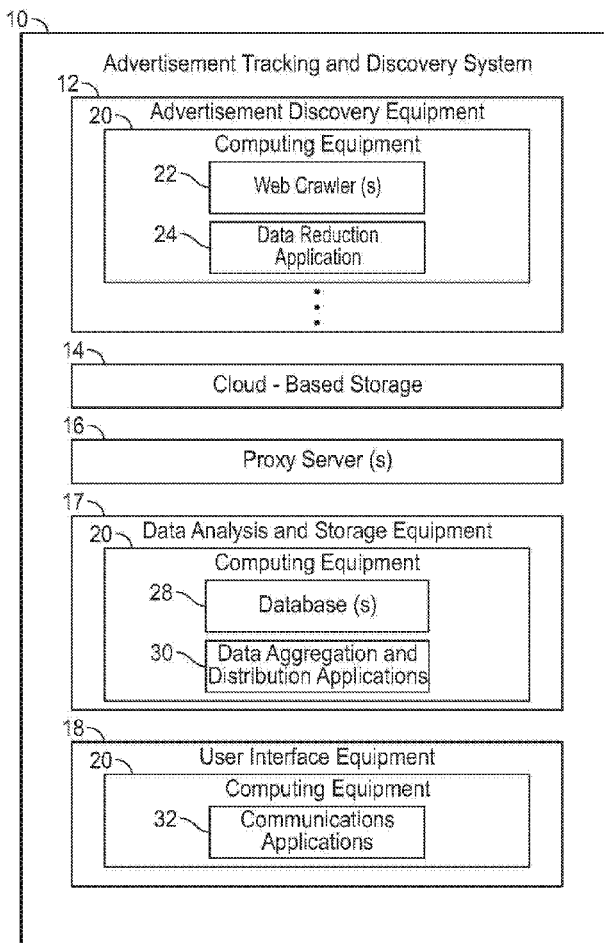 10
Advertisement Tracking and Discovery System
12
Advertisement Discovery Equipment
20
Computing Equipment
22
Web Crawler (s)
24
Data Reduction
Application
14
Cloud - Based Storage
16
Proxy Server (s)
17
Data Analysis and Storage Equipment
20
Computing Equipment
28
Database (s)
30
Data Aggregation and
Distribution Applications
18
User Interface Equipment
20
Computing Equipment
32
Communications
Applications